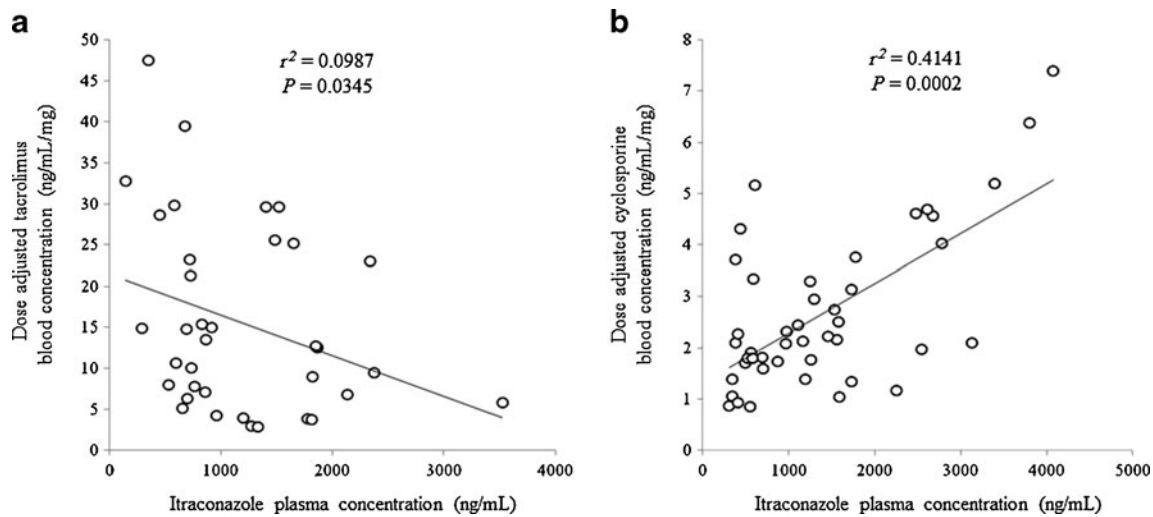 a
50
45
40
35
30
25
20
15
10
5
0
Dose adjusted tacrolimus
blood concentration (ng/mL/mg)
r² = 0.0987
P = 0.0345
0 1000 2000 3000 4000
Itraconazole plasma concentration (ng/mL)
b
8
7
6
5
4
3
2
1
0
Dose adjusted cyclosporine
blood concentration (ng/mL/mg)
r² = 0.4141
P = 0.0002
0 1000 2000 3000 4000 5000
Itraconazole plasma concentration (ng/mL)